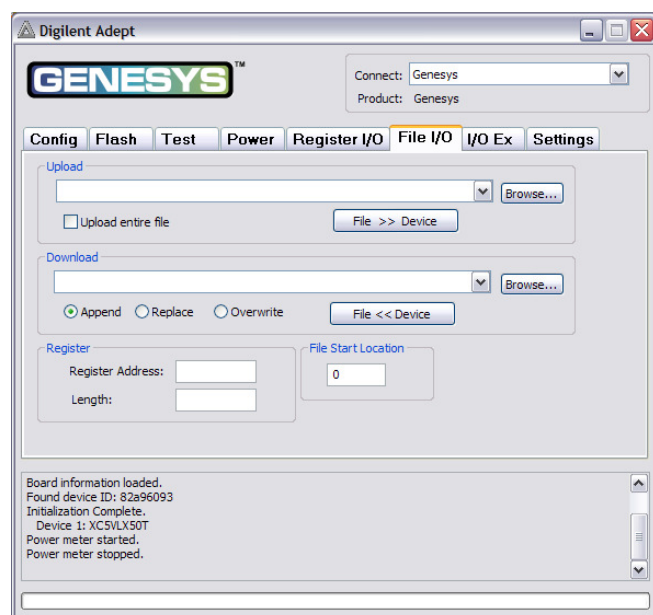 Digilent Adept
GENESYS™
Connect: Genesys
Product: Genesys
Config Flash Test Power Register I/O File I/O I/O Ex Settings
Upload
Browse...
Upload entire file File >> Device
Download
Browse...
Append Replace Overwrite File << Device
Register File Start Location
Register Address: 0
Length:
Board information loaded.
Found device ID: 82a96093
Initialization Complete.
Device 1: XC5VLX50T
Power meter started.
Power meter stopped.